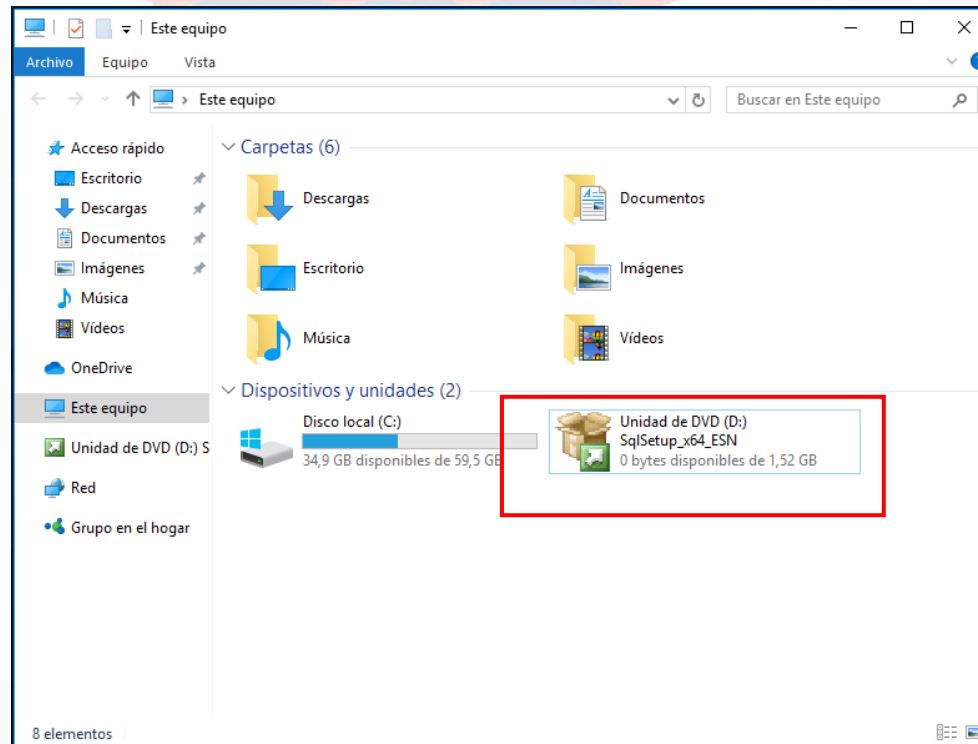 Este equipo
Archivo Equipo Vista
Este equipo
Buscar en Este equipo
Acceso rápido
Escritorio
Descargas
Documentos
Imágenes
Música
Vídeos
OneDrive
Este equipo
Unidad de DVD (D:) S
Red
Grupo en el hogar
Carpetas (6)
Descargas
Documentos
Escritorio
Imágenes
Música
Vídeos
Dispositivos y unidades (2)
Disco local (C:)
34,9 GB disponibles de 59,5 GB
Unidad de DVD (D:)
SqlSetup_x64_ESN
0 bytes disponibles de 1,52 GB
8 elementos